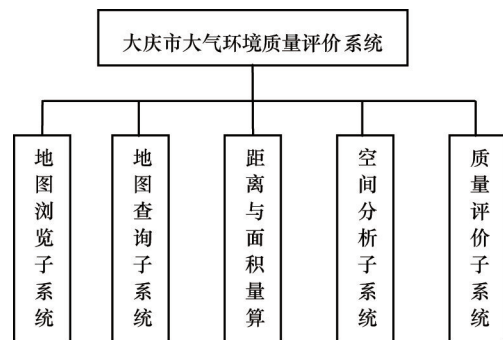 大庆市大气环境质量评价系统
地图浏览子系统
地图查询子系统
距离与面积量算
空间分析子系统
质量评价子系统